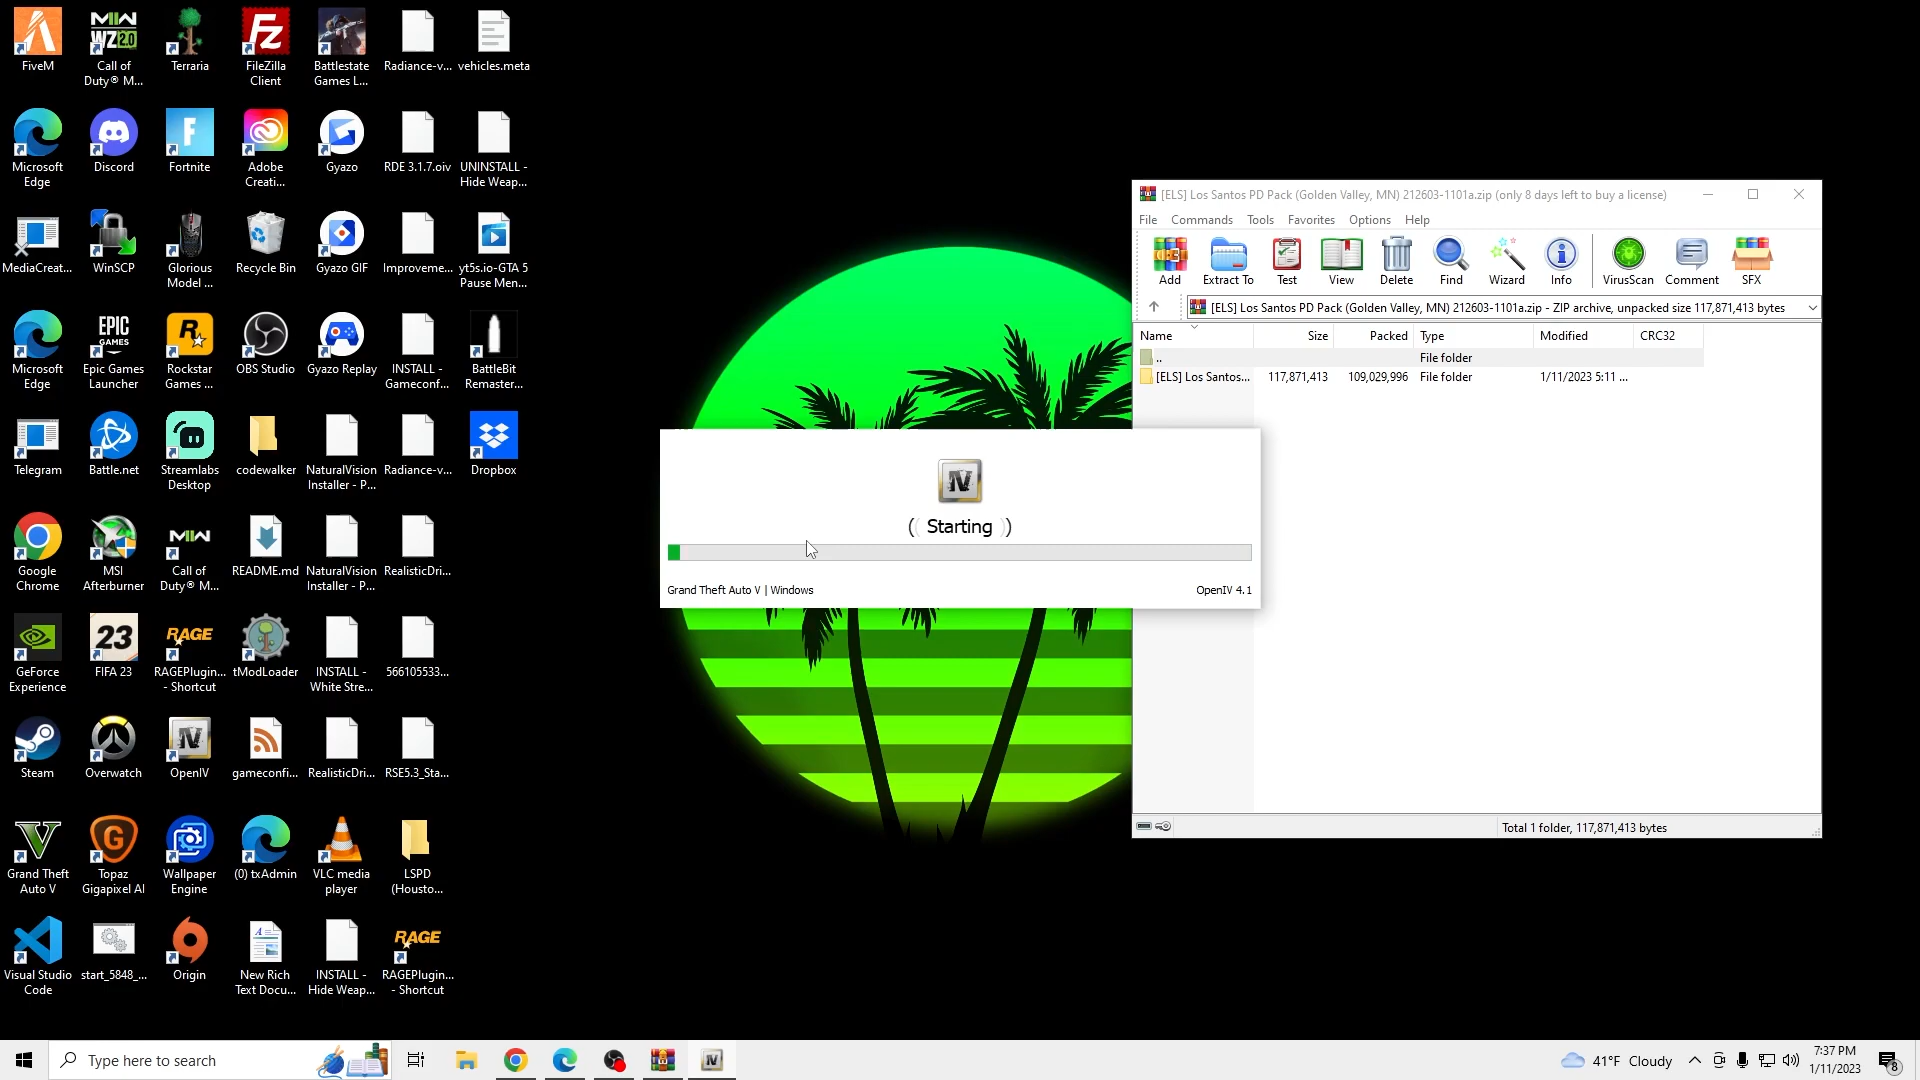 FiveM
Call of
Duty® M...
Terraria
FileZilla
Client
Battlestate
Games L...
Radiance-v...
vehicles.meta
Microsoft
Edge
Discord
Fortnite
Adobe
Creati...
Gyazo
RDE 3.1.7.oiv
UNINSTALL -
Hide Weap...
MediaCreat...
WinSCP
Glorious
Model ...
Recycle Bin
Gyazo GIF
Improveme...
yt5s.io-GTA 5
Pause Men...
Microsoft
Edge
EPIC
GAMES
Epic Games
Launcher
Rockstar
Games ...
OBS Studio
Gyazo Replay
INSTALL -
Gameconf...
BattleBit
Remaster...
Telegram
Battle.net
Streamlabs
Desktop
codewalker
NaturalVision
Installer - P...
Radiance-v...
Dropbox
Google
Chrome
MSI
Afterburner
Call of
Duty® M...
README.md
NaturalVision
Installer - P...
RealisticDri...
GeForce
Experience
23
FIFA 23
RAGE
RAGEPlugin...
- Shortcut
tModLoader
INSTALL -
White Stre...
566105533...
Steam
Overwatch
OpenIV
gameconfi...
RealisticDri...
RSE5.3_Sta...
Grand Theft
Auto V
Topaz
Gigapixel AI
Wallpaper
Engine
(0) txAdmin
VLC media
player
LSPD
(Housto...
Visual Studio
Code
start_5848_...
Origin
New Rich
Text Docu...
INSTALL -
Hide Weap...
RAGE
RAGEPlugin...
- Shortcut
[ELS] Los Santos PD Pack (Golden Valley, MN) 212603-1101a.zip (only 8 days left to buy a license)
File Commands Tools Favorites Options Help
Add Extract To Test View Delete Find Wizard Info VirusScan Comment SFX
[ELS] Los Santos PD Pack (Golden Valley, MN) 212603-1101a.zip - ZIP archive, unpacked size 117,871,413 bytes
Name Size Packed Type Modified CRC32
.. File folder
[ELS] Los Santos... 117,871,413 109,029,996 File folder 1/11/2023 5:11 ...
Total 1 folder, 117,871,413 bytes
IV
(( Starting ))
Grand Theft Auto V | Windows OpenIV 4.1
Type here to search
41°F Cloudy
7:37 PM
1/11/2023
8